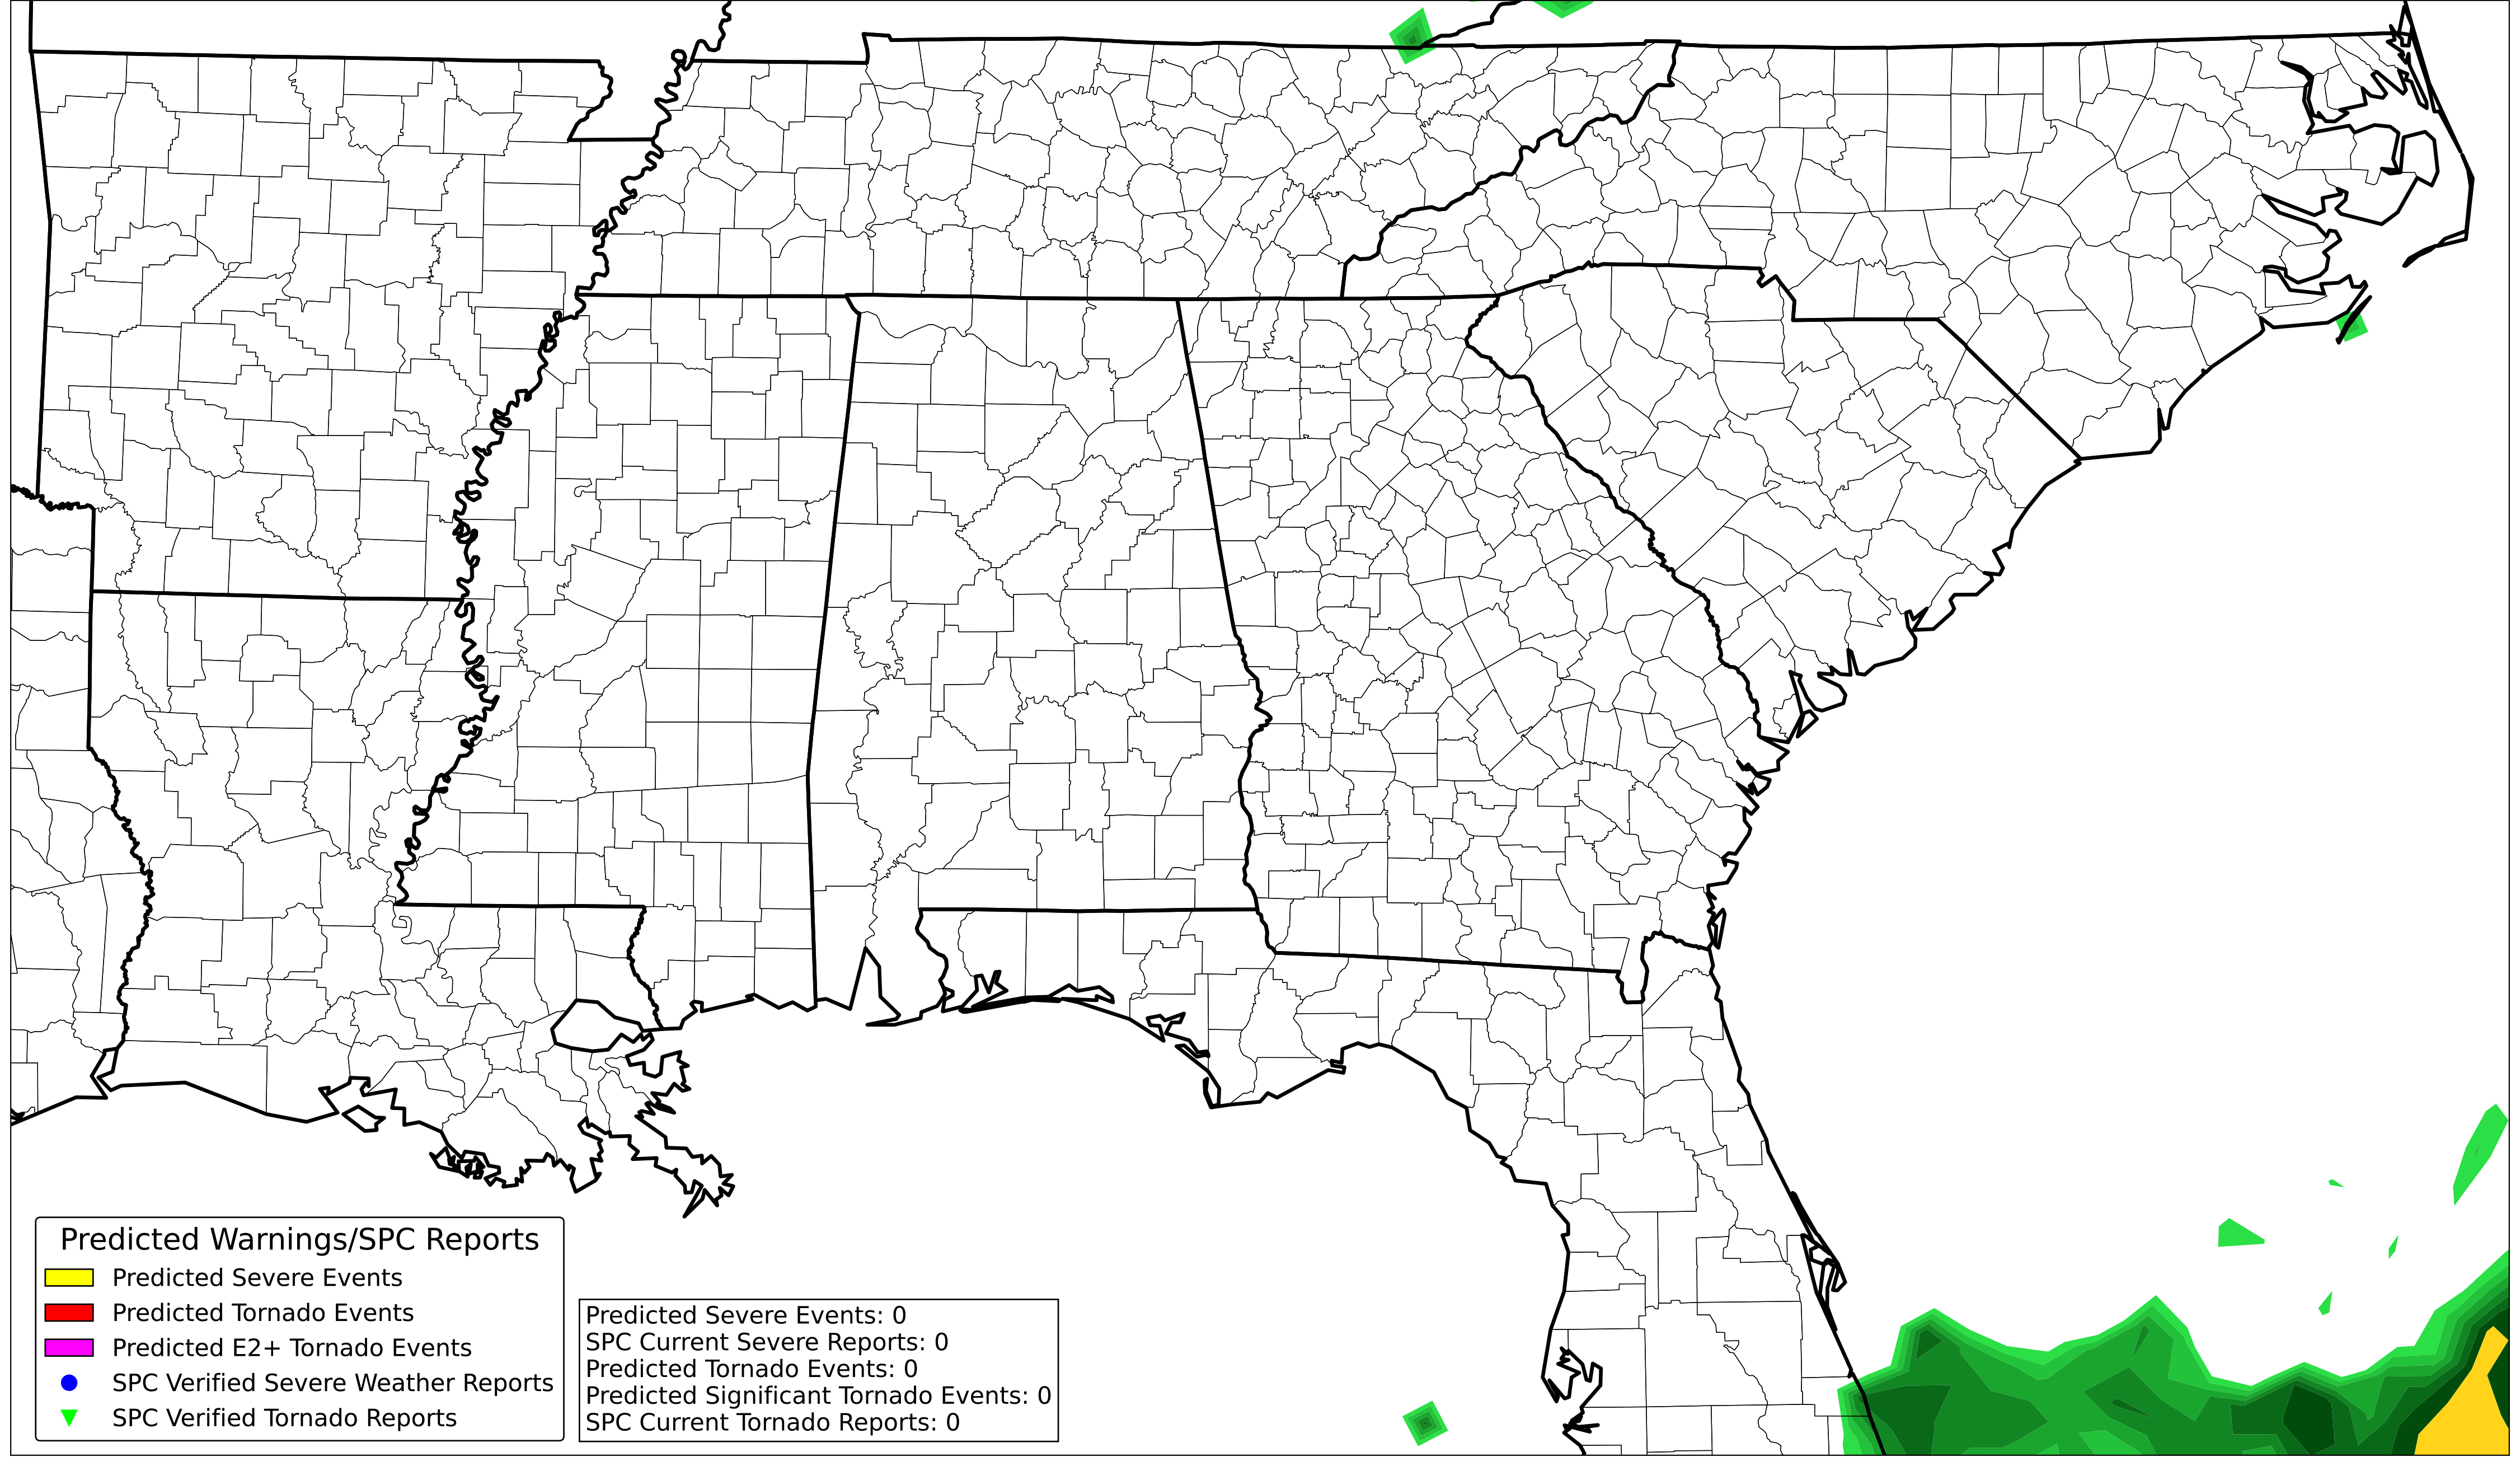 Predicted Warnings/SPC Reports
Predicted Severe Events
Predicted Tornado Events
Predicted E2+ Tornado Events
SPC Verified Severe Weather Reports
SPC Verified Tornado Reports
Predicted Severe Events: 0
SPC Current Severe Reports: 0
Predicted Tornado Events: 0
Predicted Significant Tornado Events: 0
SPC Current Tornado Reports: 0